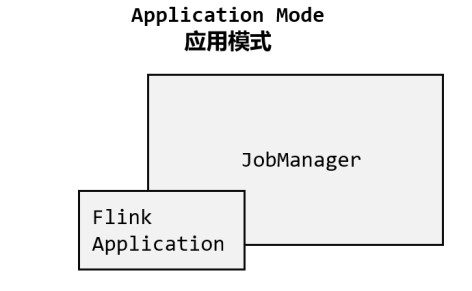 Application Mode
应用模式
JobManager
Flink
Application